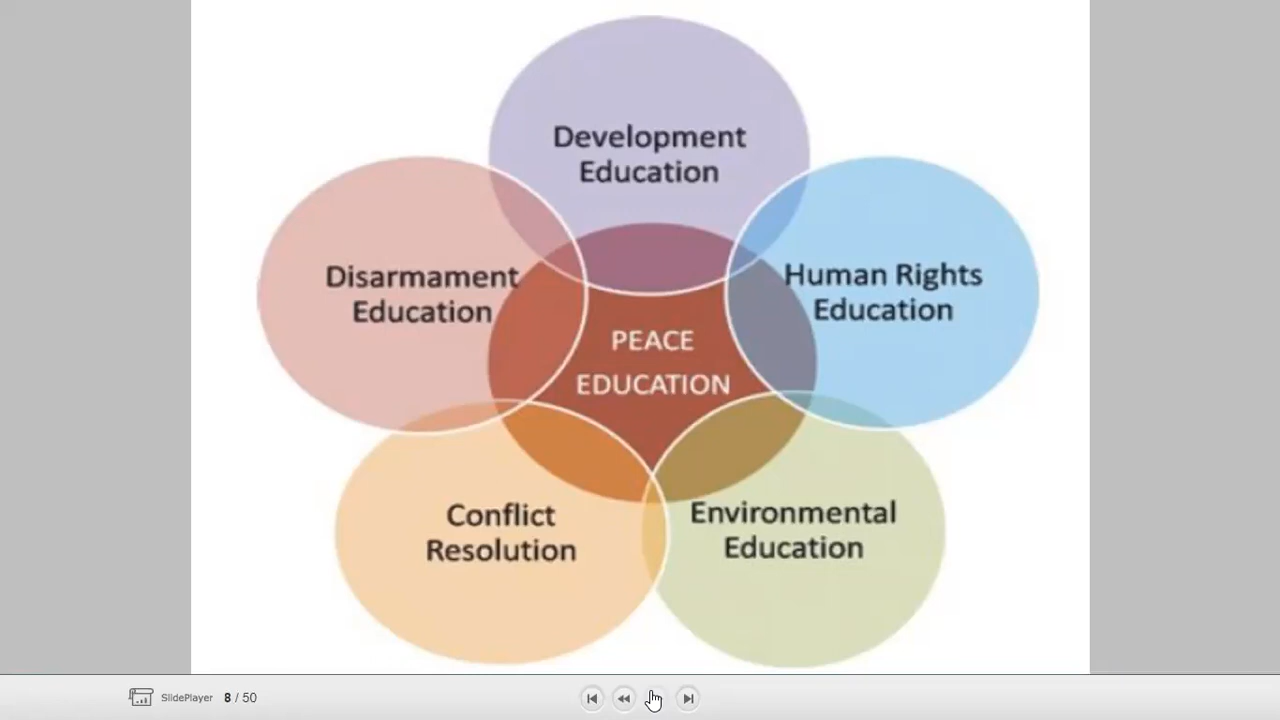 Development
Education
Disarmament
Education
Human Rights
Education
PEACE
EDUCATION
Conflict
Resolution
Environmental
Education
SlidePlayer 8 / 50